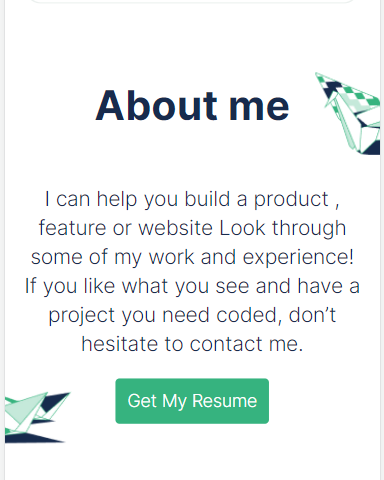 About me
I can help you build a product ,
feature or website Look through
some of my work and experience!
If you like what you see and have a
project you need coded, don’t
hesitate to contact me.
Get My Resume